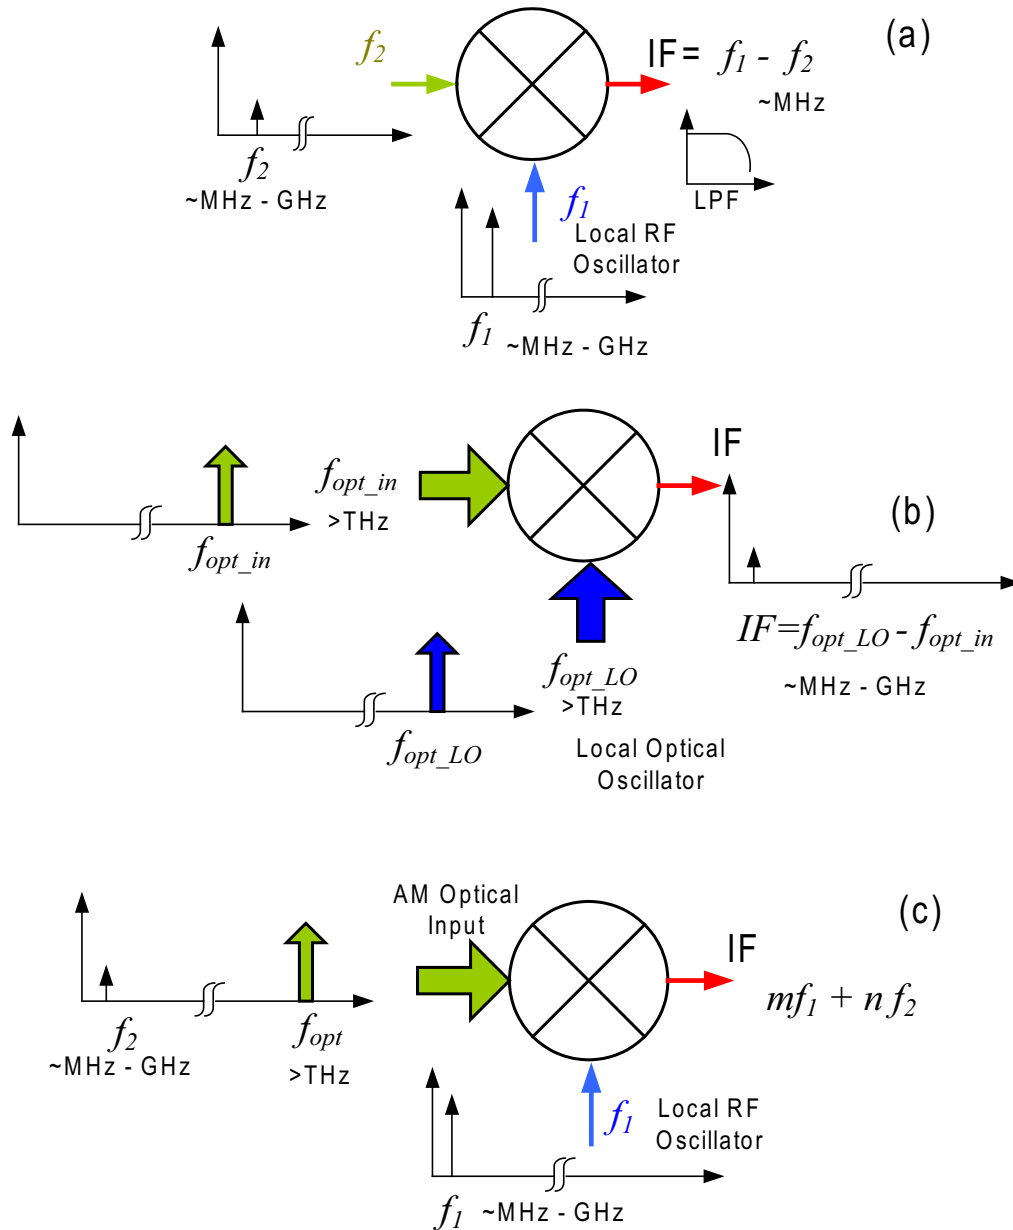 (a)
f2
IF= f1 - f2
~MHz
f2
~MHz - GHz
LPF
f1
Local RF
Oscillator
f1
~MHz - GHz
IF
(b)
fopt_in
>THz
fopt_in
IF=fopt_LO - fopt_in
~MHz - GHz
fopt_LO
>THz
fopt_LO
Local Optical
Oscillator
AM Optical
Input
(c)
IF
mf1 + nf2
f2
~MHz - GHz
fopt
>THz
f1
Local RF
Oscillator
f1
~MHz - GHz